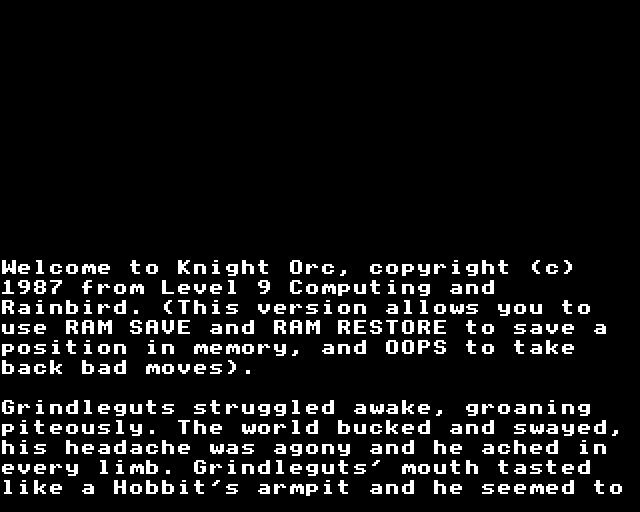 Welcome to Knight Orc, copyright (c)
1987 from Level 9 Computing and
Rainbird. (This version allows you to
use RAM SAVE and RAM RESTORE to save a
position in memory, and OOPS to take
back bad moves).
Grindleguts struggled awake, groaning
piteously. The world bucked and swayed,
his headache was agony and he ached in
every limb. Grindleguts' mouth tasted
like a Hobbit's armpit and he seemed to